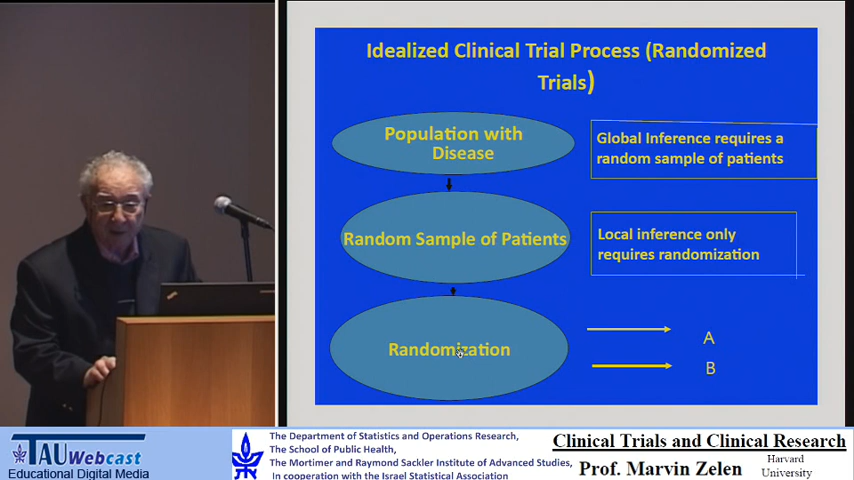 Idealized Clinical Trial Process (Randomized
Trials)
Population with
Disease
Global Inference requires a
random sample of patients
Random Sample of Patients
Local inference only
requires randomization
Randomization
A
B
TAU Webcast
Educational Digital Media
The Department of Statistics and Operations Research,
The School of Public Health,
The Mortimer and Raymond Sackler Institute of Advanced Studies,
In cooperation with the Israel Statistical Association
Clinical Trials and Clinical Research
Prof. Marvin Zelen
Harvard
University